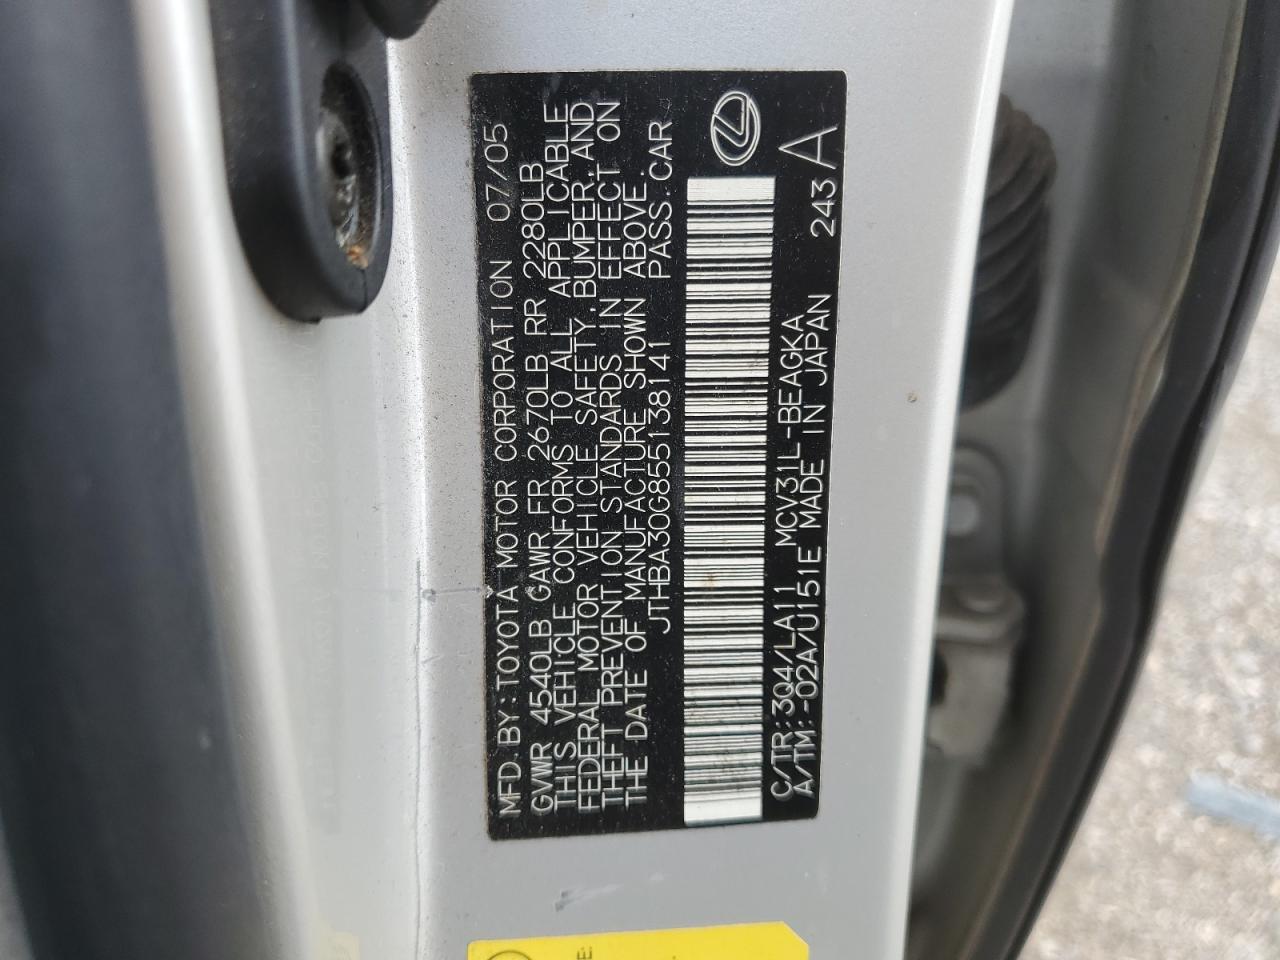 MFD. BY: TOYOTA MOTOR CORPORATION 07/05
GVWR 4540LB GAWR FR 2670LB RR 2280LB
THIS VEHICLE CONFORMS TO ALL APPLICABLE
FEDERAL MOTOR VEHICLE SAFETY, BUMPER, AND
THEFT PREVENTION STANDARDS IN EFFECT ON
THE DATE OF MANUFACTURE SHOWN ABOVE.
JTHBA30G855138141 PASS. CAR
C/TR: 3Q4/LA11 MCV31L-BEAGKA 243
A/TM: -02A/U151E MADE IN JAPAN A
E: